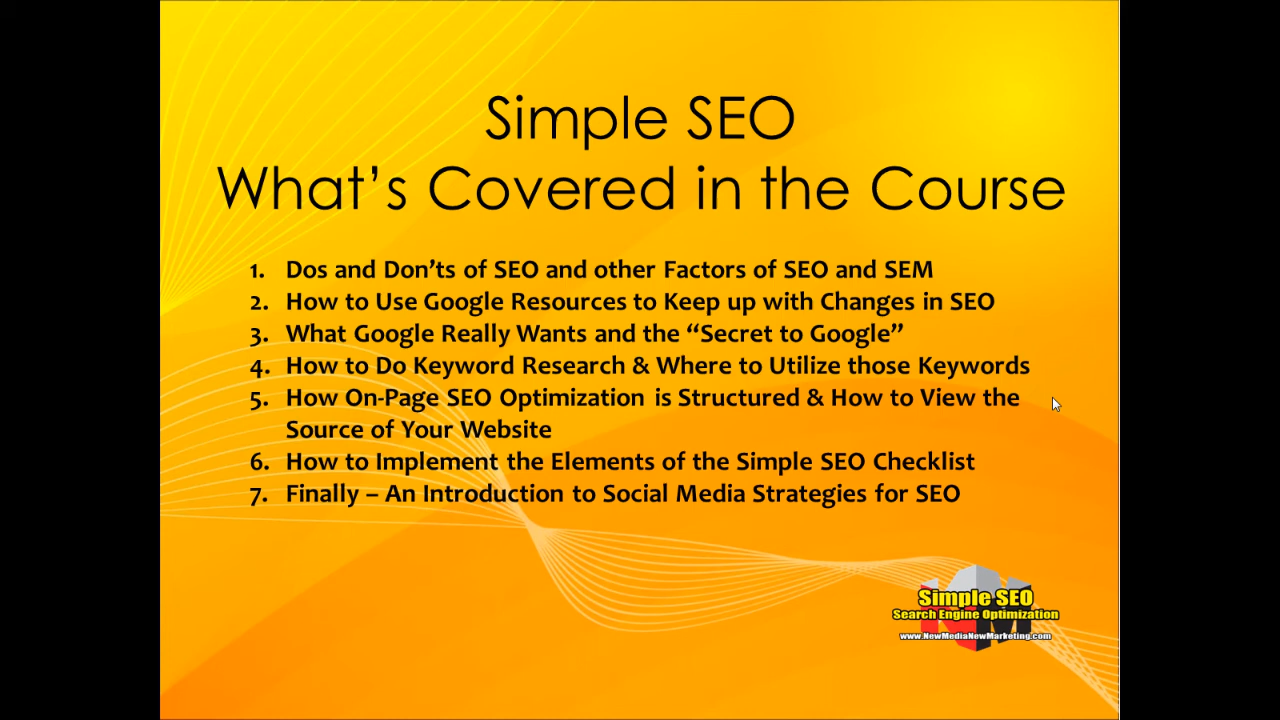 Simple SEO
What’s Covered in the Course
1. Dos and Don’ts of SEO and other Factors of SEO and SEM
2. How to Use Google Resources to Keep up with Changes in SEO
3. What Google Really Wants and the “Secret to Google”
4. How to Do Keyword Research & Where to Utilize those Keywords
5. How On-Page SEO Optimization is Structured & How to View the
Source of Your Website
6. How to Implement the Elements of the Simple SEO Checklist
7. Finally – An Introduction to Social Media Strategies for SEO
Simple SEO
Search Engine Optimization
www.NewMediaNewMarketing.com